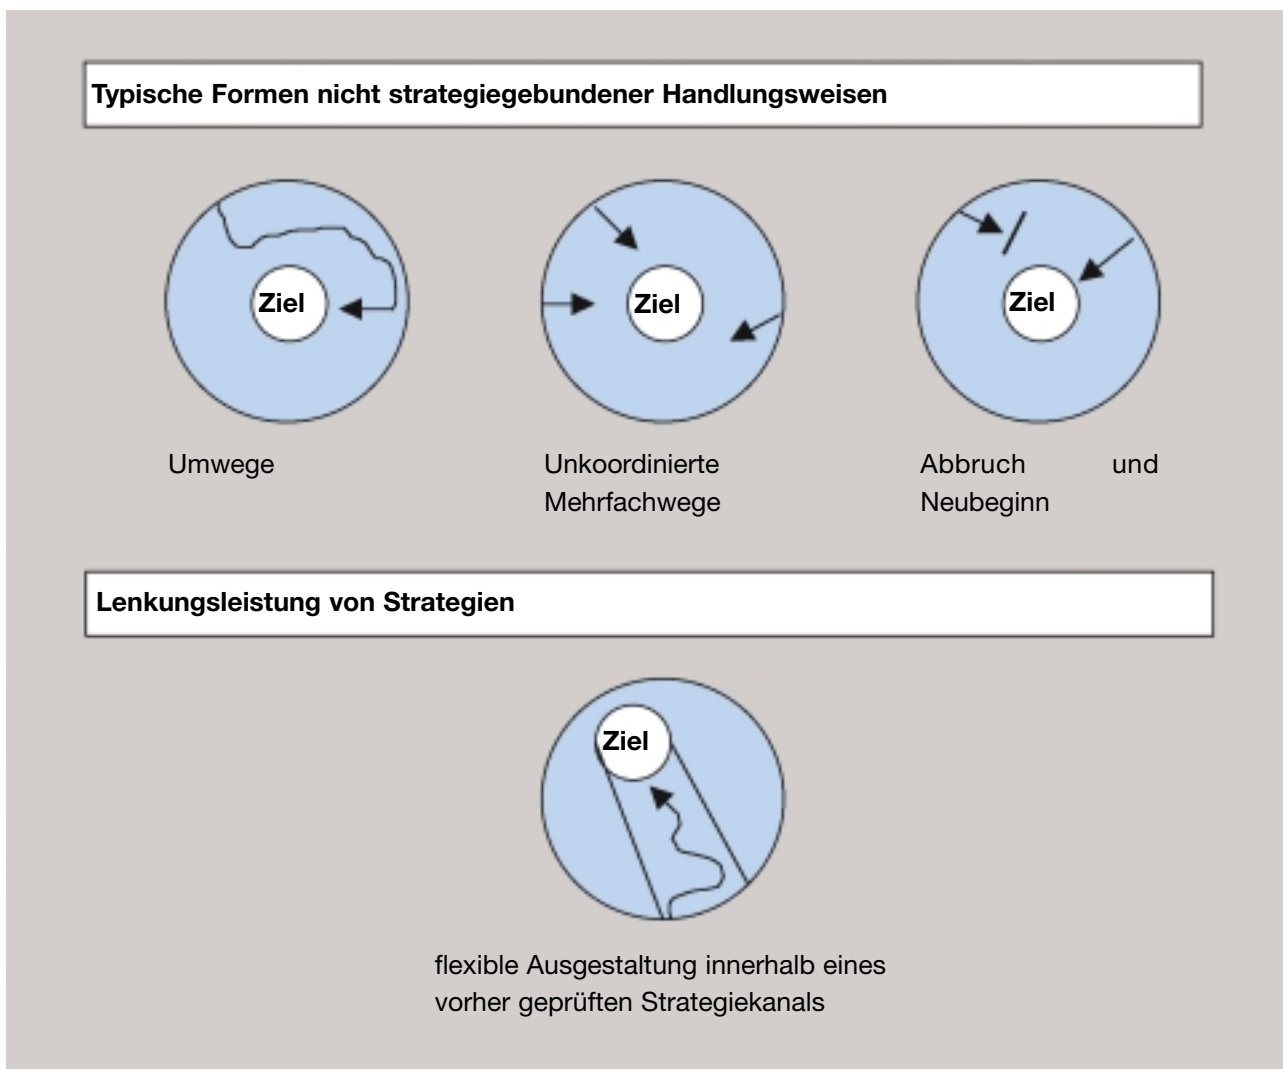 Typische Formen nicht strategiegebundener Handlungsweisen
Ziel
Ziel
Ziel
Umwege
Unkoordinierte
Mehrfachwege
Abbruch und
Neubeginn
Lenkungsleistung von Strategien
Ziel
flexible Ausgestaltung innerhalb eines
vorher geprüften Strategiekanals